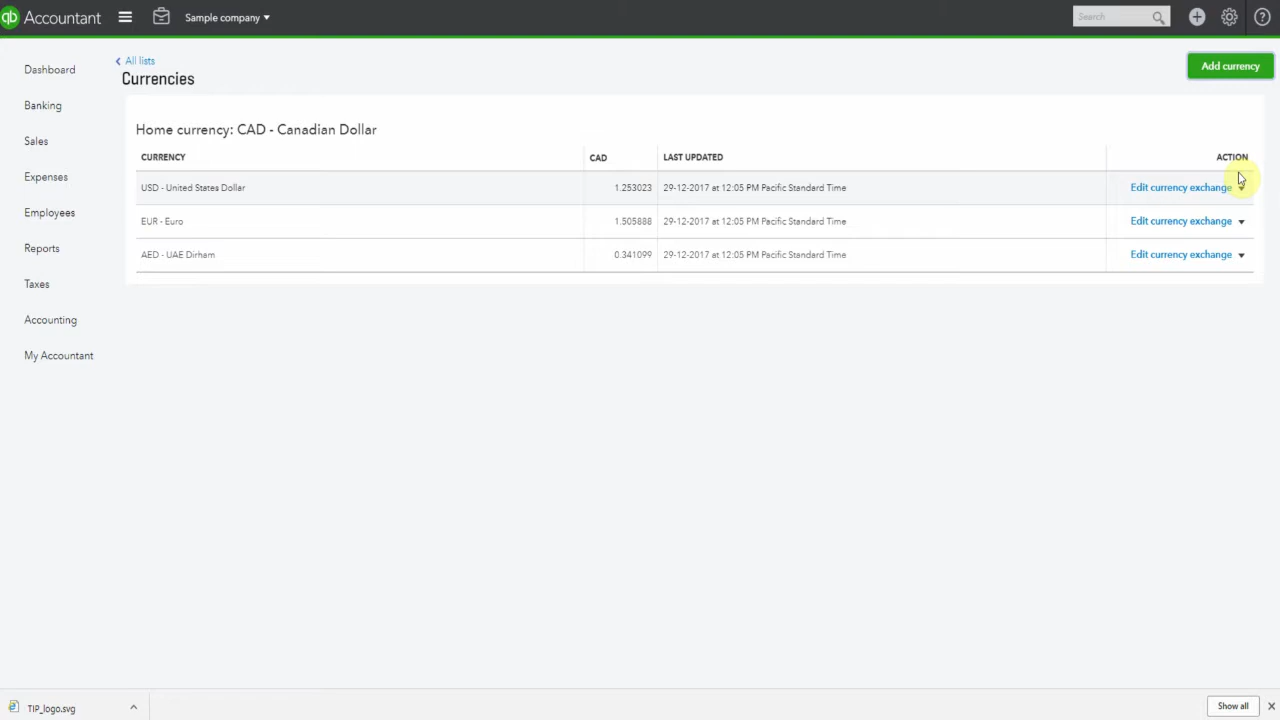 qb Accountant Sample company Search
Dashboard
Banking
Sales
Expenses
Employees
Reports
Taxes
Accounting
My Accountant
All lists
Currencies
Add currency
Home currency: CAD - Canadian Dollar
CURRENCY CAD LAST UPDATED ACTION
USD - United States Dollar 1.253023 29-12-2017 at 12:05 PM Pacific Standard Time Edit currency exchange
EUR - Euro 1.505888 29-12-2017 at 12:05 PM Pacific Standard Time Edit currency exchange
AED - UAE Dirham 0.341099 29-12-2017 at 12:05 PM Pacific Standard Time Edit currency exchange
TIP_logo.svg Show all